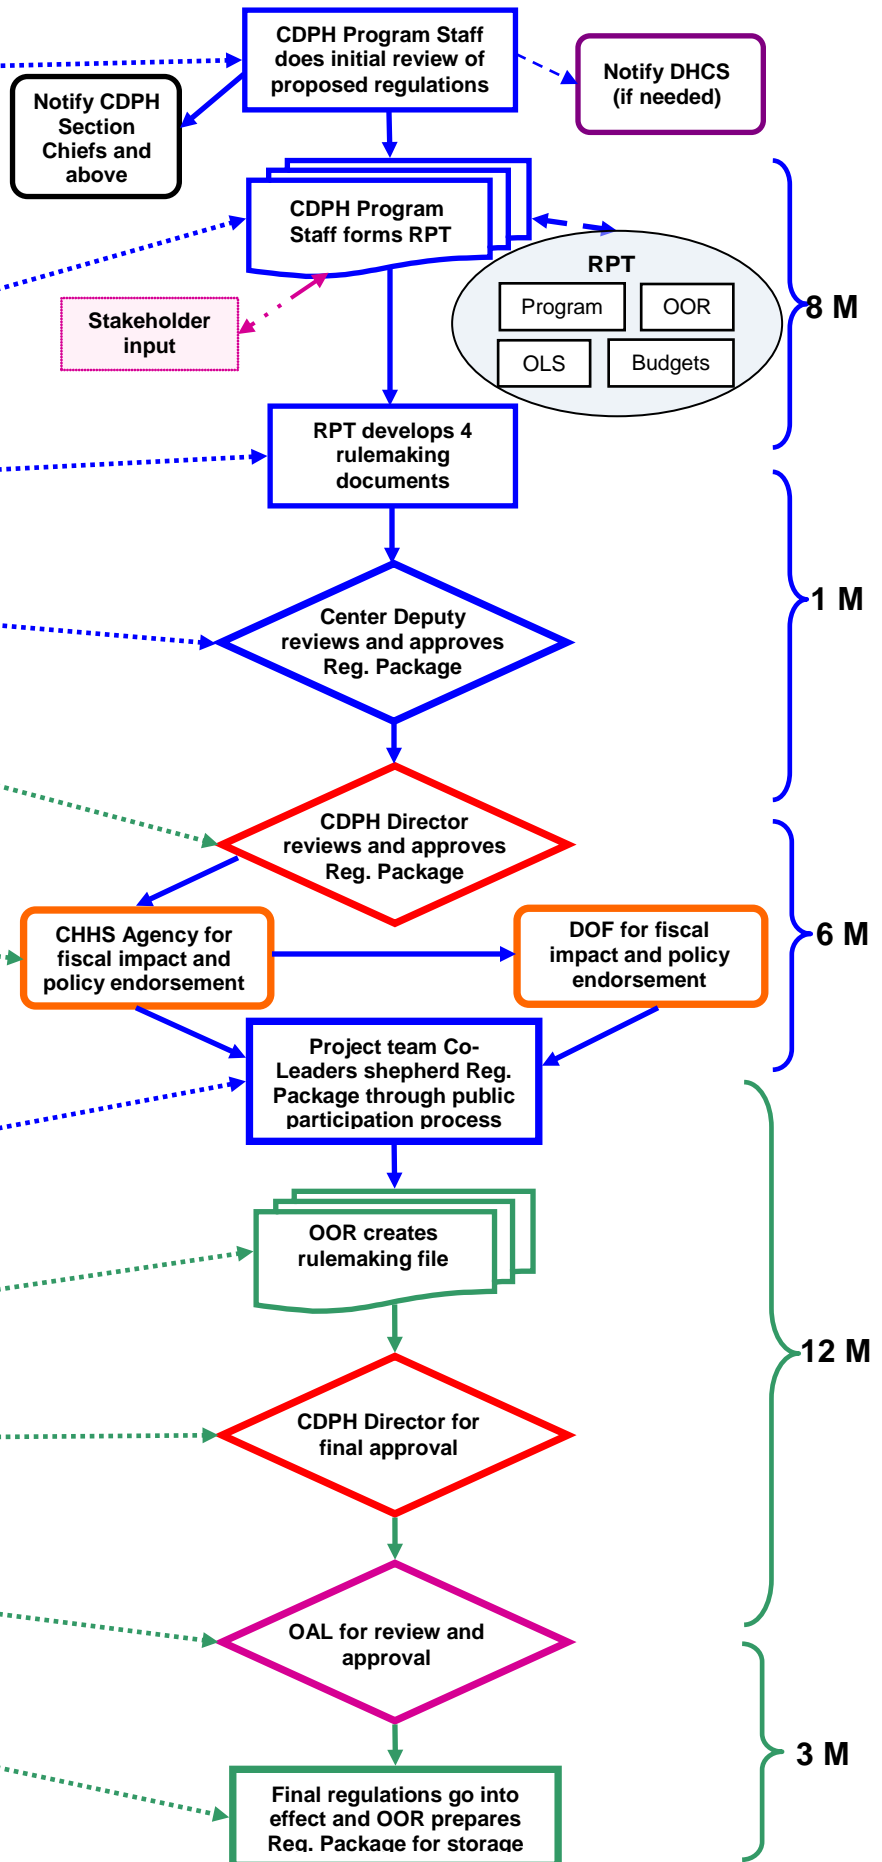 CDPH Program Staff
does initial review of
proposed regulations
Notify DHCS
(if needed)
Notify CDPH
Section
Chiefs and
above
CDPH Program
Staff forms RPT
RPT
Program
OOR
OLS
Budgets
8 M
Stakeholder
input
RPT develops 4
rulemaking
documents
1 M
Center Deputy
reviews and approves
Reg. Package
CDPH Director
reviews and approves
Reg. Package
6 M
CHHS Agency for
fiscal impact and
policy endorsement
DOF for fiscal
impact and policy
endorsement
Project team Co-
Leaders shepherd Reg.
Package through public
participation process
OOR creates
rulemaking file
12 M
CDPH Director for
final approval
OAL for review and
approval
3 M
Final regulations go into
effect and OOR prepares
Reg. Package for storage